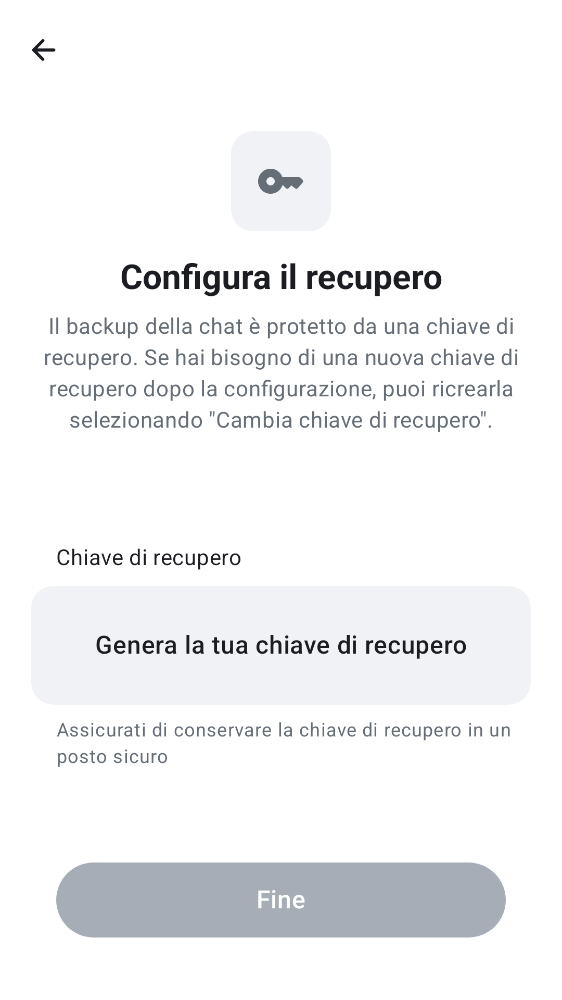 Configura il recupero
Il backup della chat è protetto da una chiave di
recupero. Se hai bisogno di una nuova chiave di
recupero dopo la configurazione, puoi ricrearla
selezionando "Cambia chiave di recupero".
Chiave di recupero
Genera la tua chiave di recupero
Assicurati di conservare la chiave di recupero in un
posto sicuro
Fine